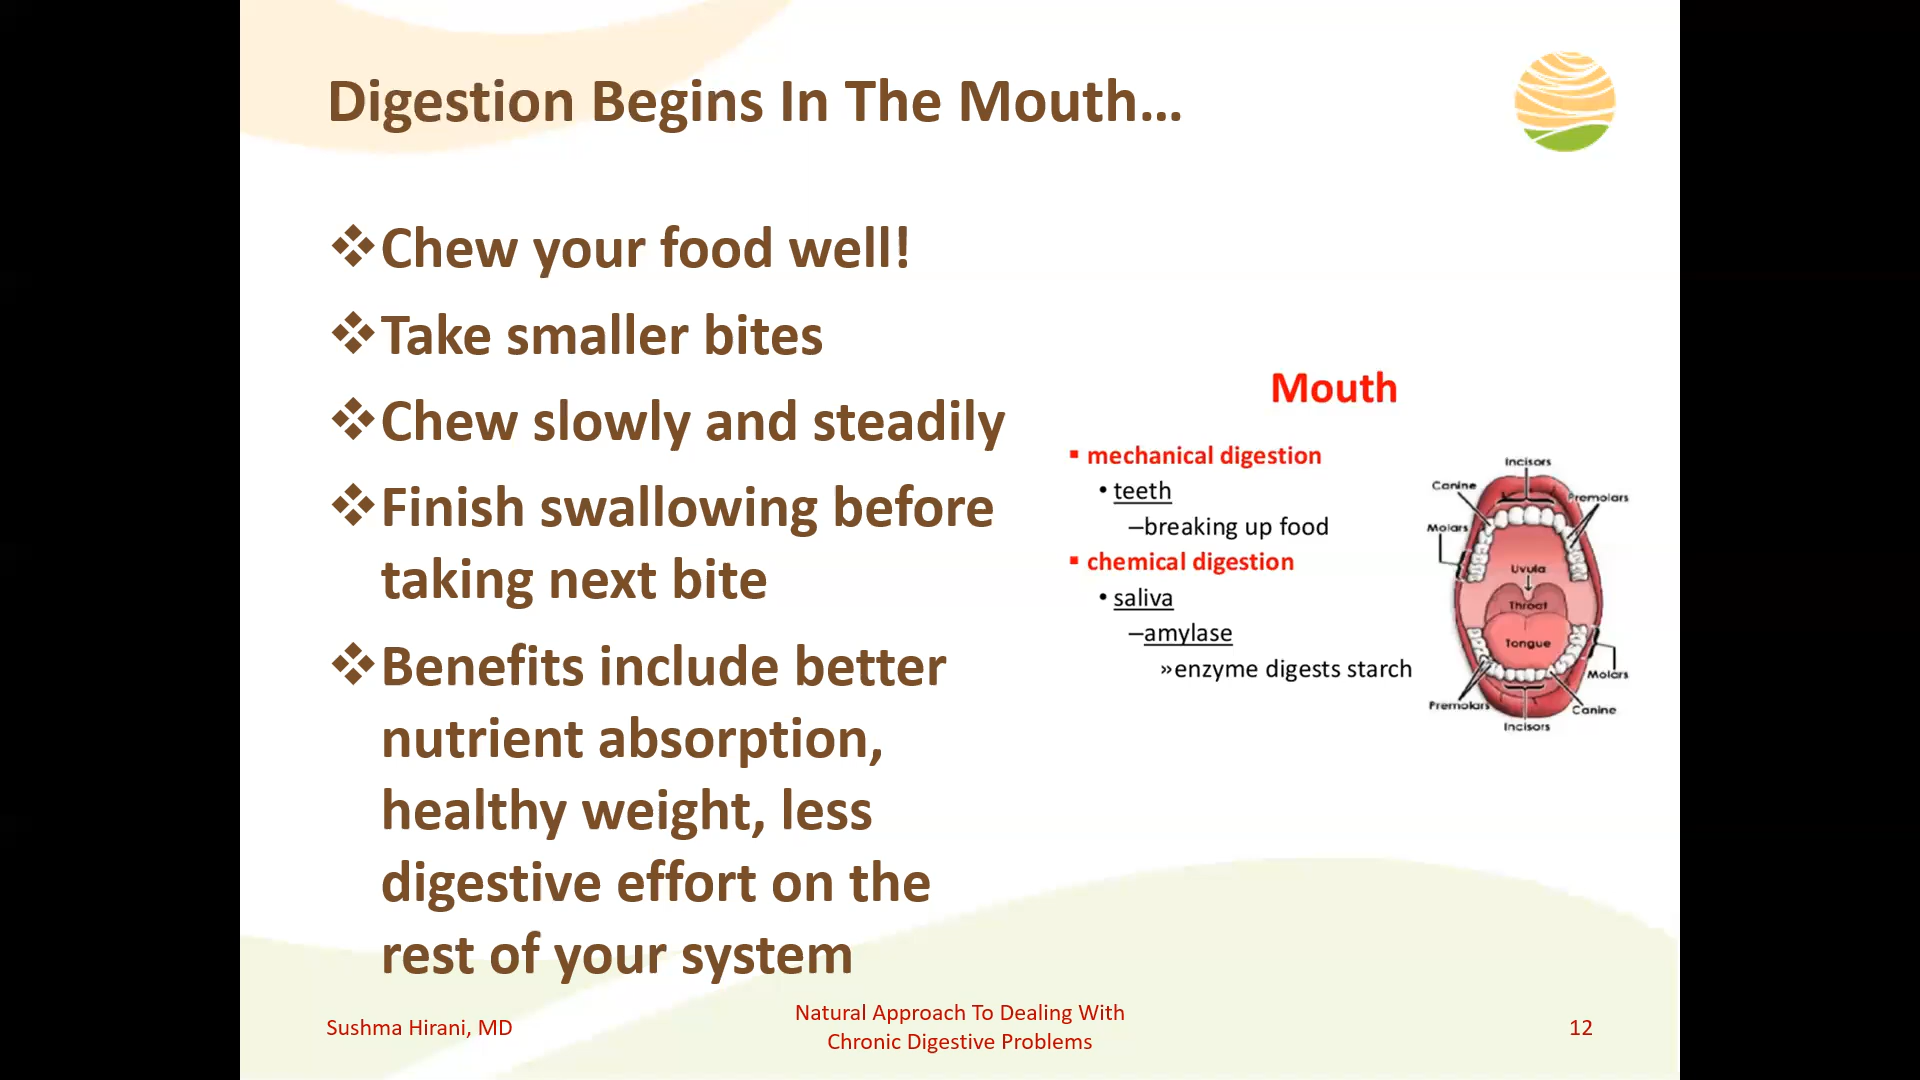 Digestion Begins In The Mouth...
❖Chew your food well!
❖Take smaller bites
❖Chew slowly and steadily
❖Finish swallowing before
taking next bite
❖Benefits include better
nutrient absorption,
healthy weight, less
digestive effort on the
rest of your system
Mouth
▪ mechanical digestion
• teeth
–breaking up food
▪ chemical digestion
• saliva
–amylase
»enzyme digests starch
Incisors
Canine
Premolars
Molars
Uvula
Throat
Tongue
Molars
Premolars
Canine
Incisors
Sushma Hirani, MD
Natural Approach To Dealing With
Chronic Digestive Problems
12